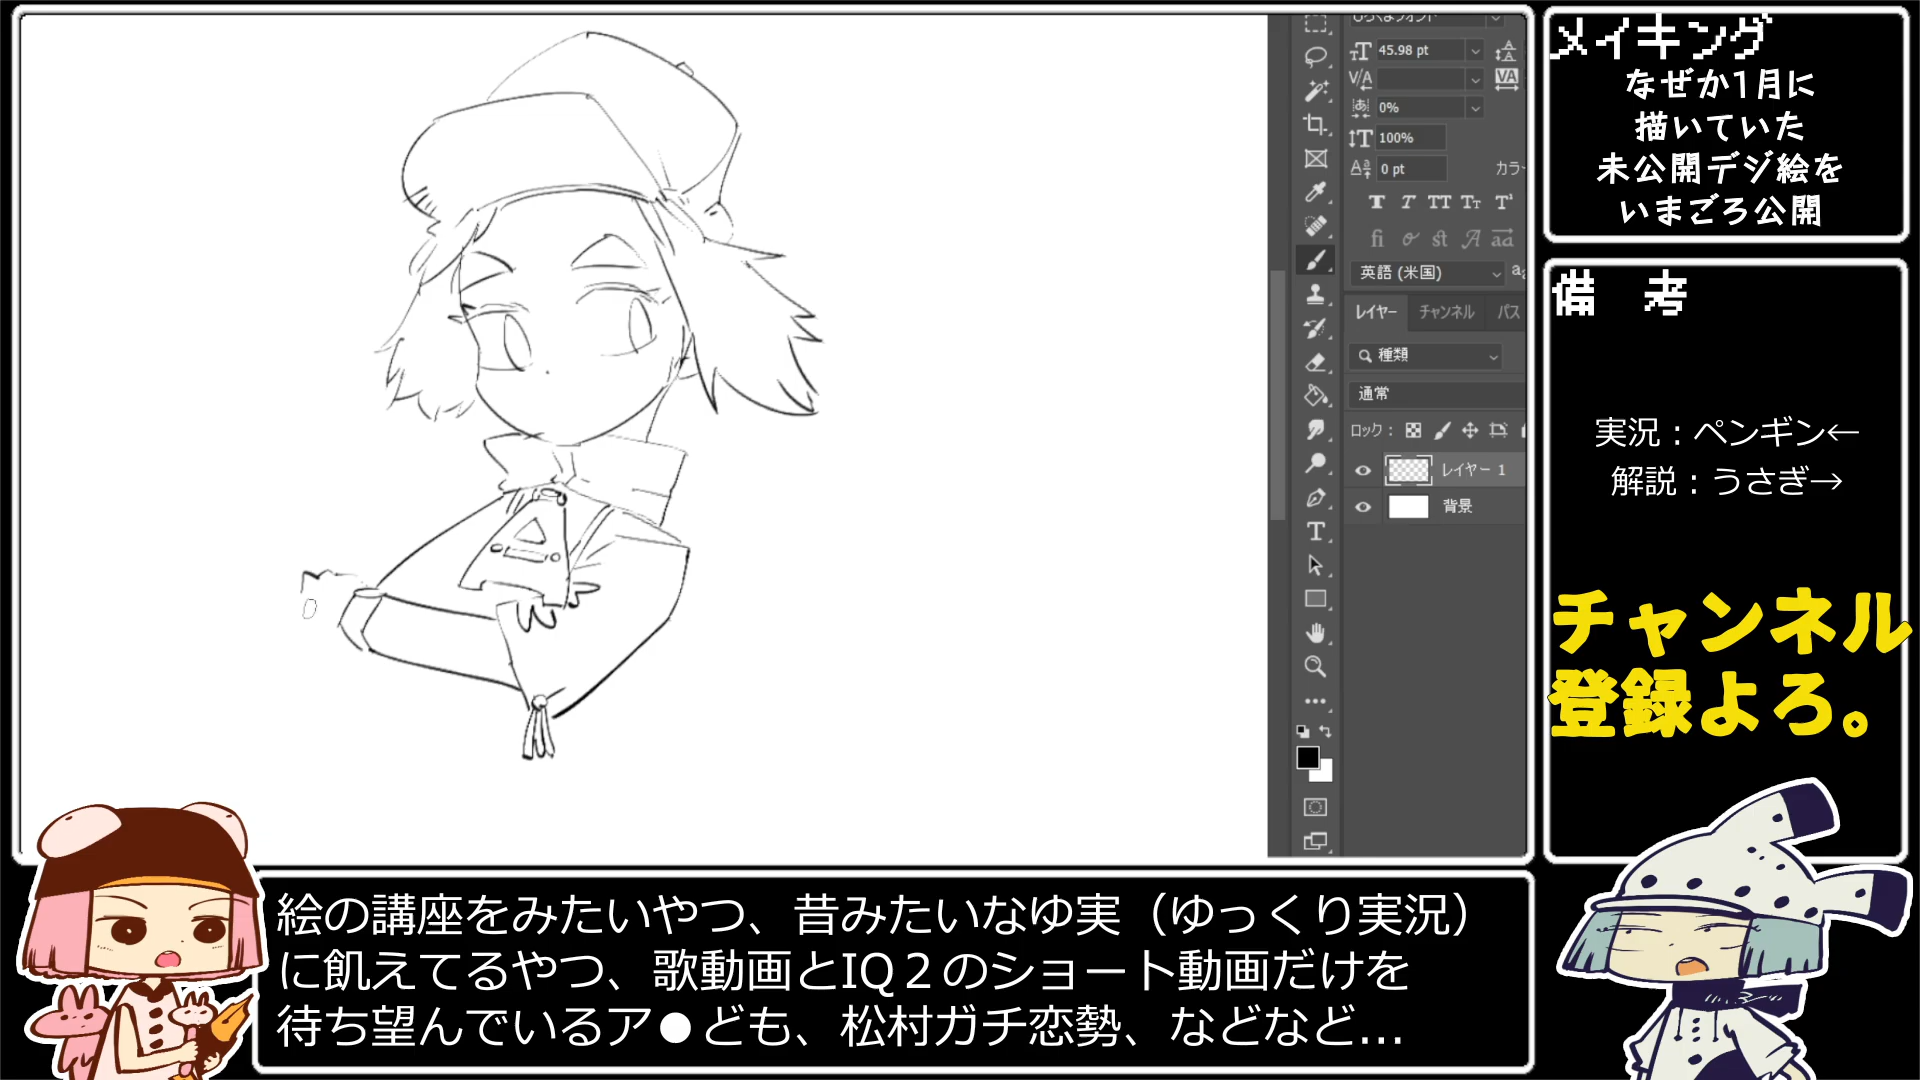 メイキング
なぜか1月に
描いていた
未公開デジ絵を
いまごろ公開
備 考
実況：ペンギン←
解説：うさぎ→
チャンネル
登録よろ。
45.98 pt
0%
100%
0 pt
カラー
英語 (米国)
レイヤー チャンネル パス
種類
通常
ロック：
レイヤー 1
背景
絵の講座をみたいやつ、昔みたいなゆ実（ゆっくり実況）
に飢えてるやつ、歌動画とIQ２のショート動画だけを
待ち望んでいるア●ども、松村ガチ恋勢、などなど…